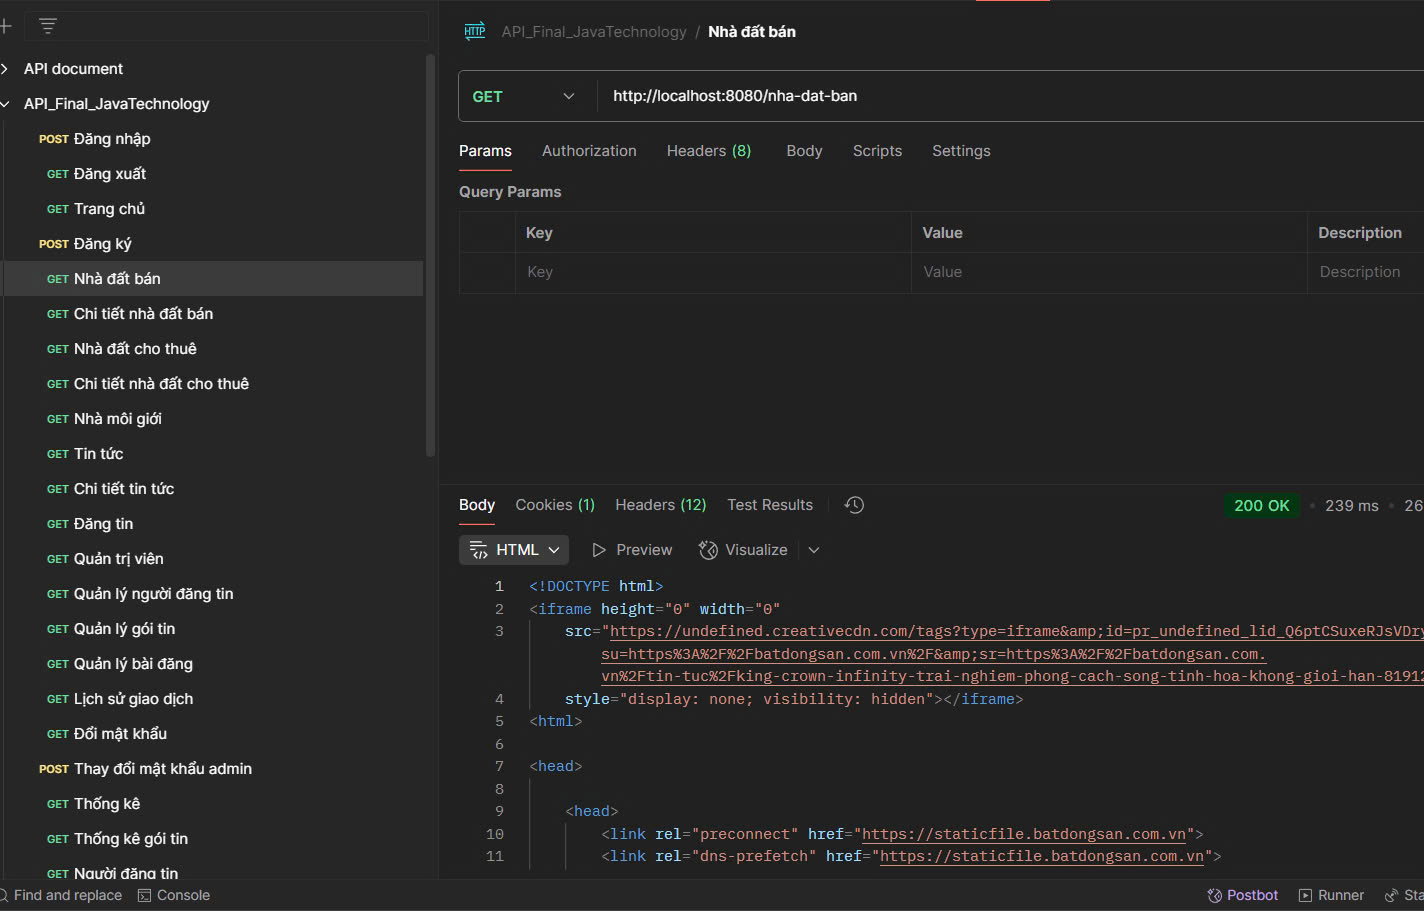 API document
API_Final_JavaTechnology
POST Đăng nhập
GET Đăng xuất
GET Trang chủ
POST Đăng ký
GET Nhà đất bán
GET Chi tiết nhà đất bán
GET Nhà đất cho thuê
GET Chi tiết nhà đất cho thuê
GET Nhà môi giới
GET Tin tức
GET Chi tiết tin tức
GET Đăng tin
GET Quản trị viên
GET Quản lý người đăng tin
GET Quản lý gói tin
GET Quản lý bài đăng
GET Lịch sử giao dịch
GET Đổi mật khẩu
POST Thay đổi mật khẩu admin
GET Thống kê
GET Thống kê gói tin
GET Người đăng tin
HTTP API_Final_JavaTechnology / Nhà đất bán
GET http://localhost:8080/nha-dat-ban
Params Authorization Headers (8) Body Scripts Settings
Query Params
Key Value Description
Key Value Description
Body Cookies (1) Headers (12) Test Results 200 OK • 239 ms • 26
HTML Preview Visualize
1 <!DOCTYPE html>
2 <iframe height="0" width="0"
3 src="https://undefined.creativecdn.com/tags?type=iframe&amp;id=pr_undefined_lid_Q6ptCSuxeRJsVDry
su=https%3A%2F%2Fbatdongsan.com.vn%2F&amp;sr=https%3A%2F%2Fbatdongsan.com.
vn%2Ftin-tuc%2Fking-crown-infinity-trai-nghiem-phong-cach-song-tinh-hoa-khong-gioi-han-81912
4 style="display: none; visibility: hidden"></iframe>
5 <html>
6
7 <head>
8
9 <head>
10 <link rel="preconnect" href="https://staticfile.batdongsan.com.vn">
11 <link rel="dns-prefetch" href="https://staticfile.batdongsan.com.vn">
Find and replace Console Postbot Runner Sta